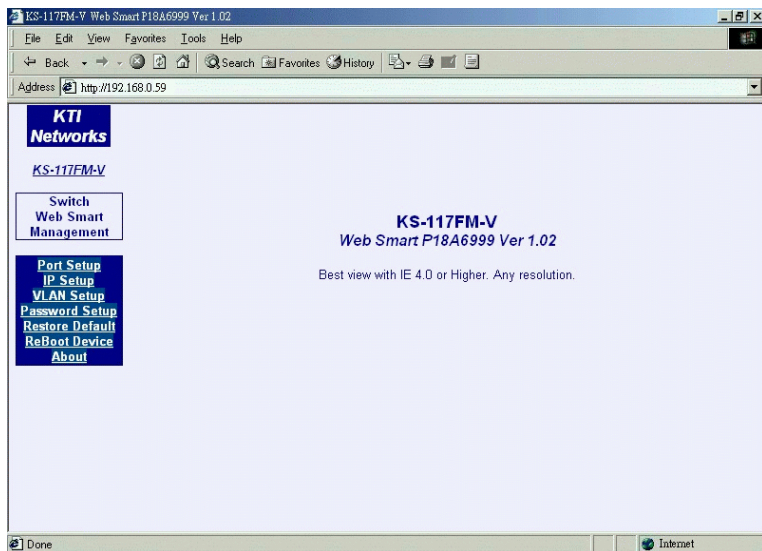 KS-117FM-V Web Smart P18A6999 Ver 1.02
File Edit View Favorites Tools Help
Back Search Favorites History
Address http://192.168.0.59
KTI
Networks
KS-117FM-V
Switch
Web Smart
Management
Port Setup
IP Setup
VLAN Setup
Password Setup
Restore Default
ReBoot Device
About
KS-117FM-V
Web Smart P18A6999 Ver 1.02
Best view with IE 4.0 or Higher. Any resolution.
Done Internet